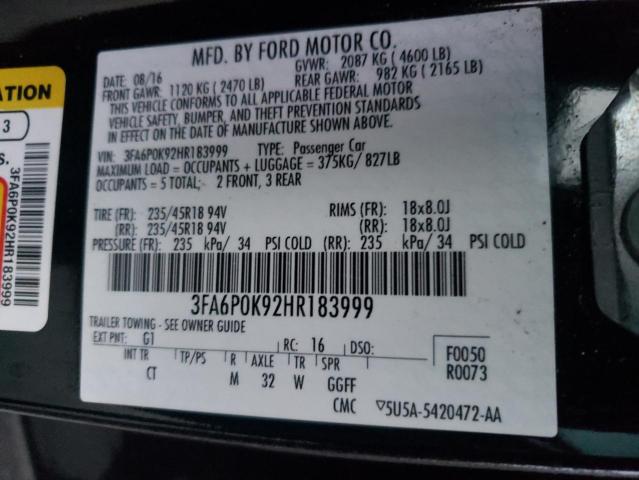 MFD. BY FORD MOTOR CO.
DATE: 08/16 GVWR: 2087 KG ( 4600 LB)
FRONT GAWR: 1120 KG ( 2470 LB) REAR GAWR: 982 KG ( 2165 LB)
THIS VEHICLE CONFORMS TO ALL APPLICABLE FEDERAL MOTOR
VEHICLE SAFETY, BUMPER, AND THEFT PREVENTION STANDARDS
IN EFFECT ON THE DATE OF MANUFACTURE SHOWN ABOVE.
VIN: 3FA6P0K92HR183999 TYPE: Passenger Car
MAXIMUM LOAD = OCCUPANTS + LUGGAGE = 375KG/ 827LB
OCCUPANTS = 5 TOTAL; 2 FRONT, 3 REAR
TIRE (FR): 235/45R18 94V RIMS (FR): 18x8.0J
(RR): 235/45R18 94V (RR): 18x8.0J
PRESSURE (FR): 235 kPa/ 34 PSI COLD (RR): 235 kPa/ 34 PSI COLD
3FA6P0K92HR183999
TRAILER TOWING - SEE OWNER GUIDE
EXT PNT: G1 RC: 16 DSO:
INT TR TP/PS R AXLE TR SPR
CT M 32 W GGFF
F0050
R0073
CMC ▽5U5A-5420472-AA
ATION
3
S.
3FA6P0K92HR183999